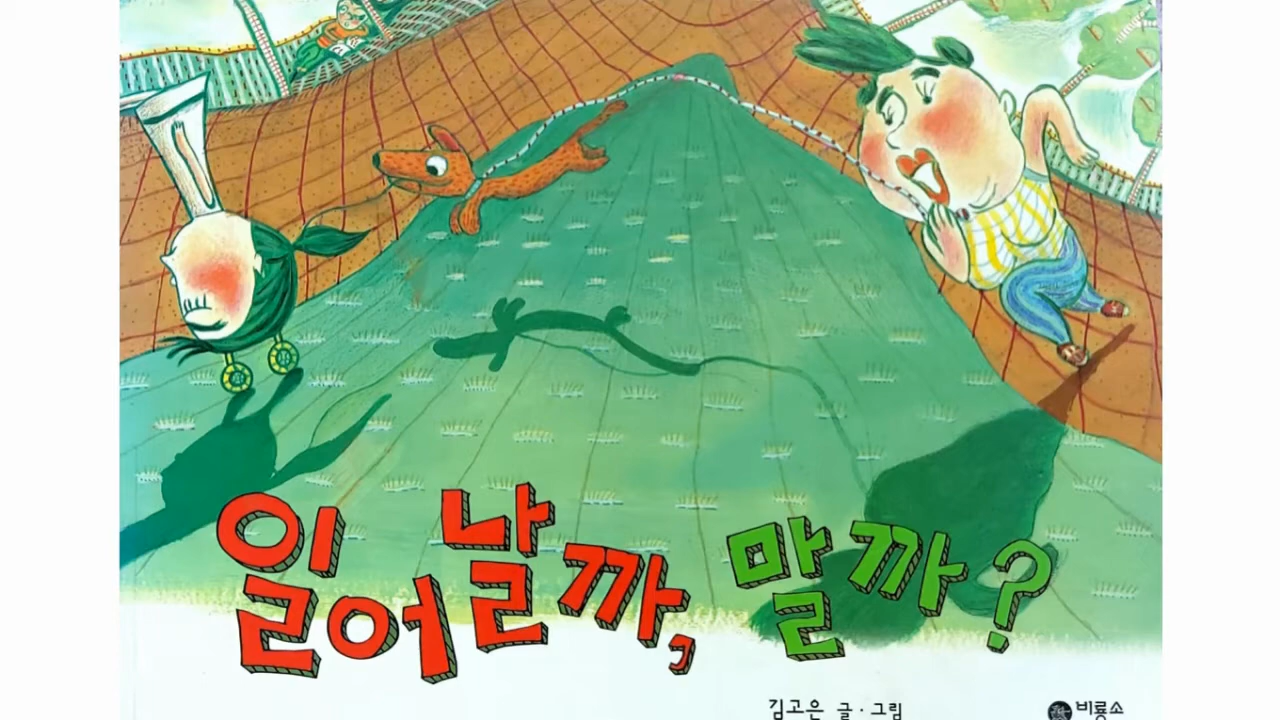 일어날까, 말까?
김고은 글·그림
비룡소